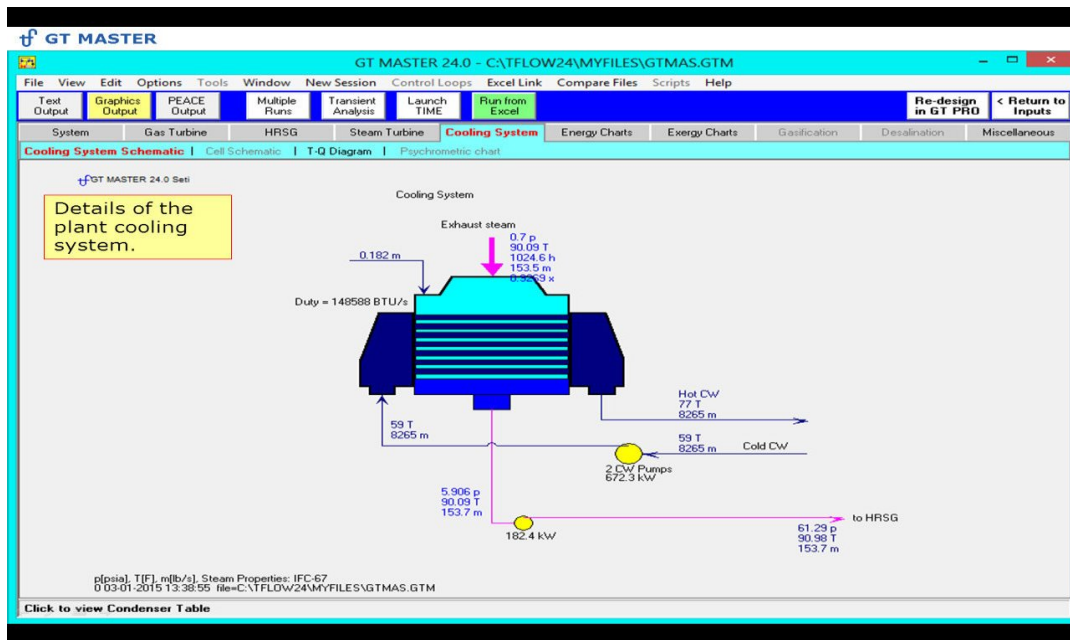 GT MASTER
GT MASTER 24.0 - C:\TFLOW24\MYFILES\GTMAS.GTM
File View Edit Options Tools Window New Session Control Loops Excel Link Compare Files Scripts Help
Text Output Graphics Output PEACE Output Multiple Runs Transient Analysis Launch TIME Run from Excel Re-design in GT PRO < Return to Inputs
System Gas Turbine HRSG Steam Turbine Cooling System Energy Charts Exergy Charts Gasification Desalination Miscellaneous
Cooling System Schematic | Cell Schematic | T-Q Diagram | Psychrometric chart
GT MASTER 24.0 Seti
Cooling System
Details of the
plant cooling
system.
Exhaust steam
0.7 p
90.09 T
1024.6 h
153.5 m
0.9269 x
0.182 m
Duty = 148588 BTU/s
Hot CW
77 T
8265 m
59 T
8265 m
59 T
8265 m
Cold CW
2 CW Pumps
672.3 kW
5.906 p
90.09 T
153.7 m
182.4 kW
to HRSG
61.29 p
90.98 T
153.7 m
p[psia], T[F], m[lb/s], Steam Properties: IFC-67
0 03-01-2015 13:38:55 file=C:\TFLOW24\MYFILES\GTMAS.GTM
Click to view Condenser Table